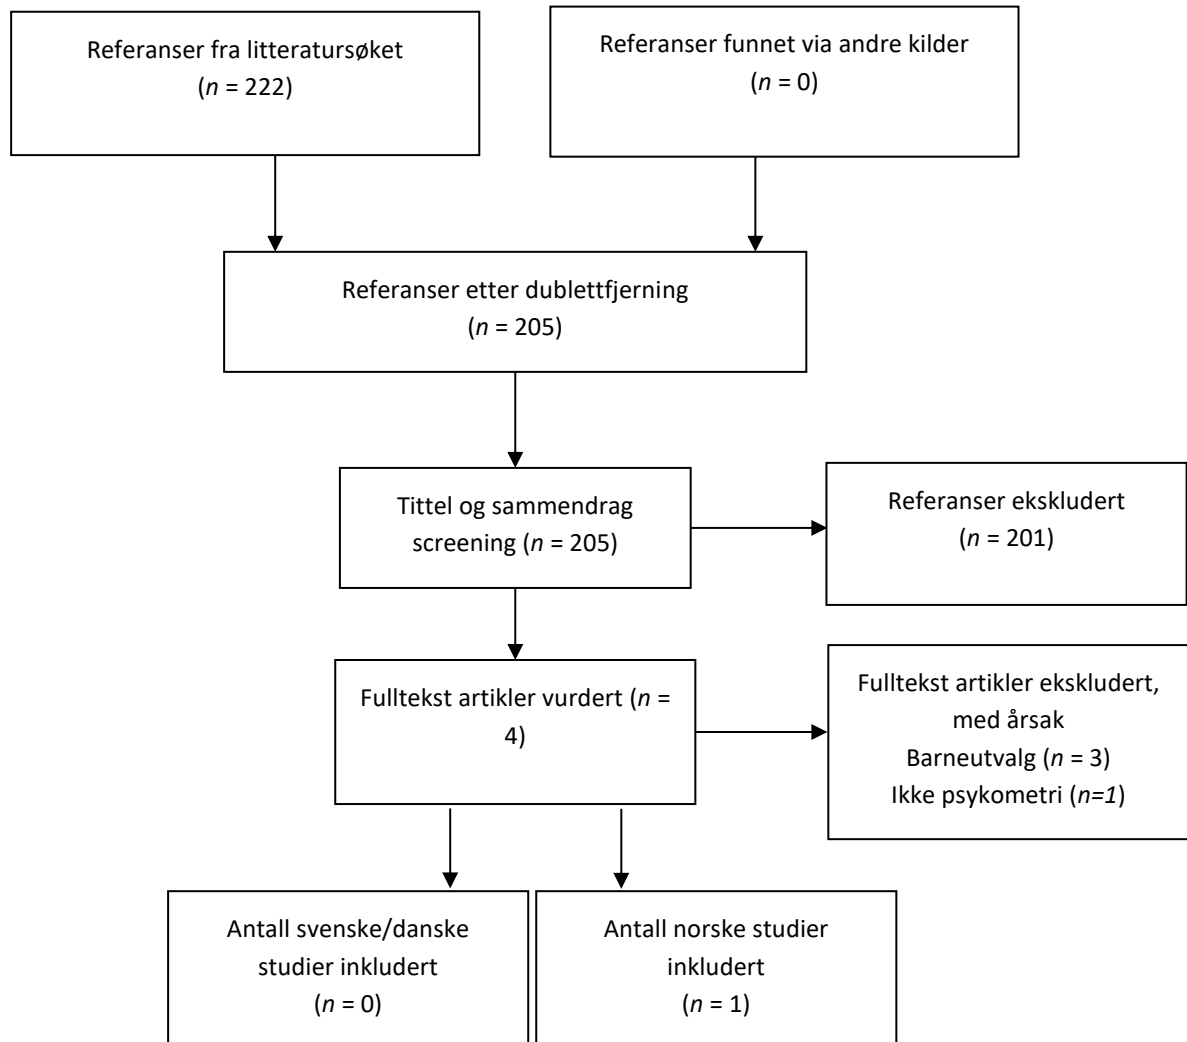 Referanser fra litteratursøket
(n = 222)
Referanser funnet via andre kilder
(n = 0)
Referanser etter dublettfjerning
(n = 205)
Tittel og sammendrag
screening (n = 205)
Referanser ekskludert
(n = 201)
Fulltekst artikler vurdert (n =
4)
Fulltekst artikler ekskludert,
med årsak
Barneutvalg (n = 3)
Ikke psykometri (n=1)
Antall svenske/danske
studier inkludert
(n = 0)
Antall norske studier
inkludert
(n = 1)